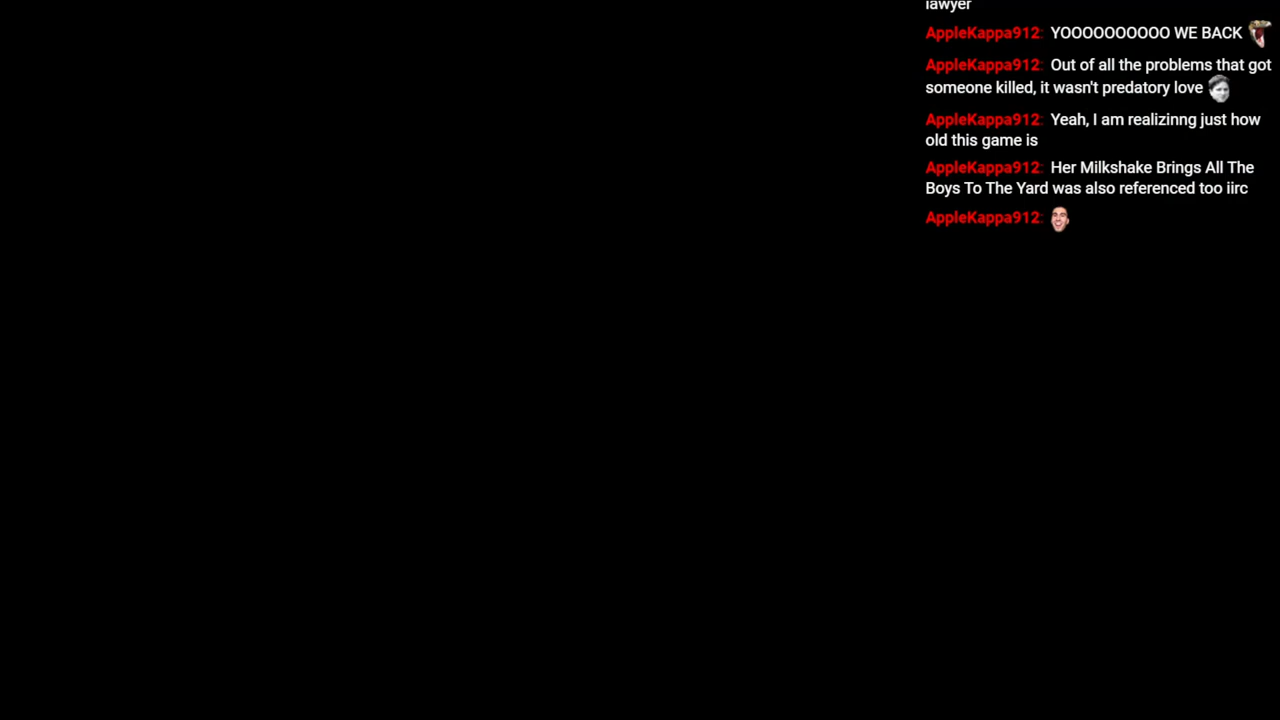 lawyer
AppleKappa912: YOOOOOOOOOO WE BACK
AppleKappa912: Out of all the problems that got
someone killed, it wasn't predatory love
AppleKappa912: Yeah, I am realizinng just how
old this game is
AppleKappa912: Her Milkshake Brings All The
Boys To The Yard was also referenced too iirc
AppleKappa912: